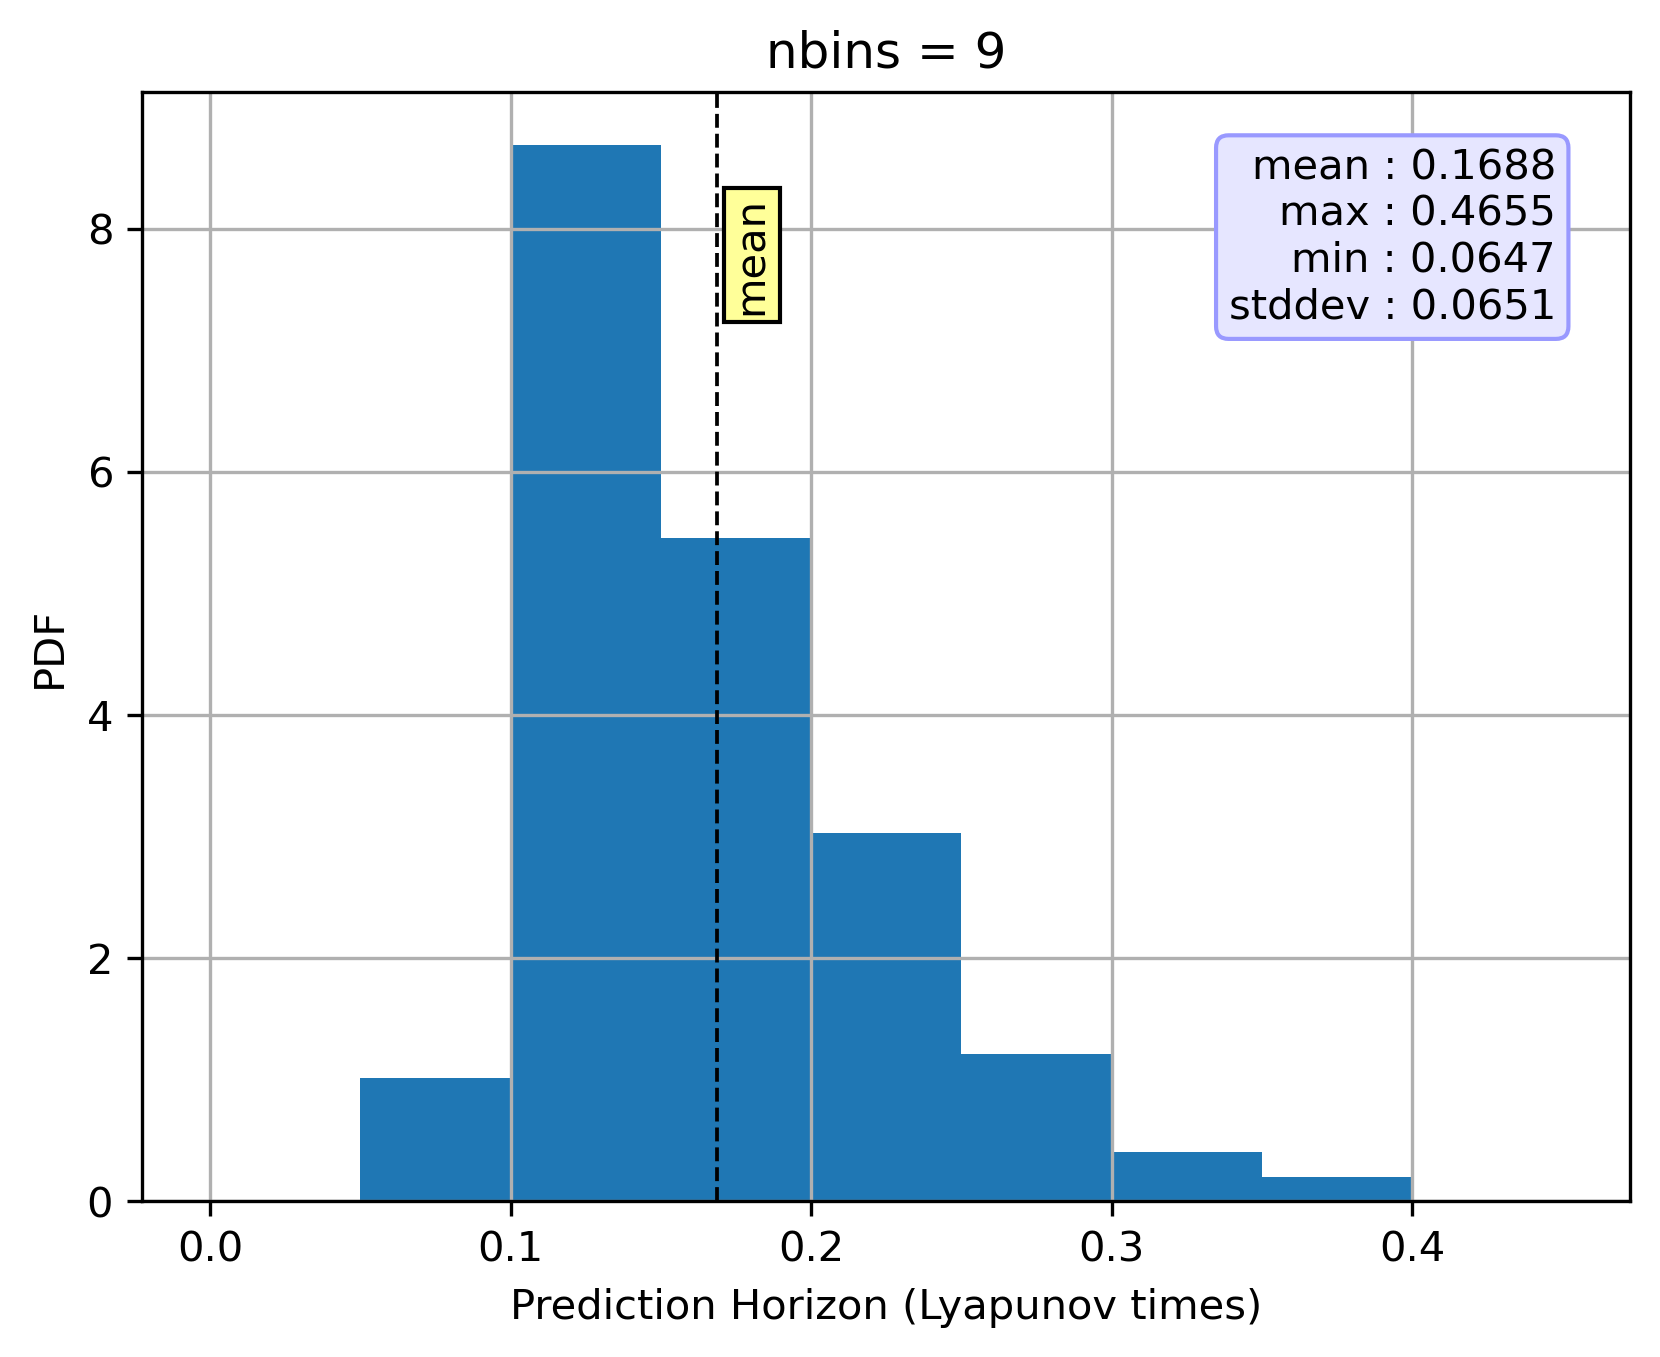 nbins = 9
mean : 0.1688
max : 0.4655
min : 0.0647
stddev : 0.0651
mean
PDF
8
6
4
2
0
0.0 0.1 0.2 0.3 0.4
Prediction Horizon (Lyapunov times)